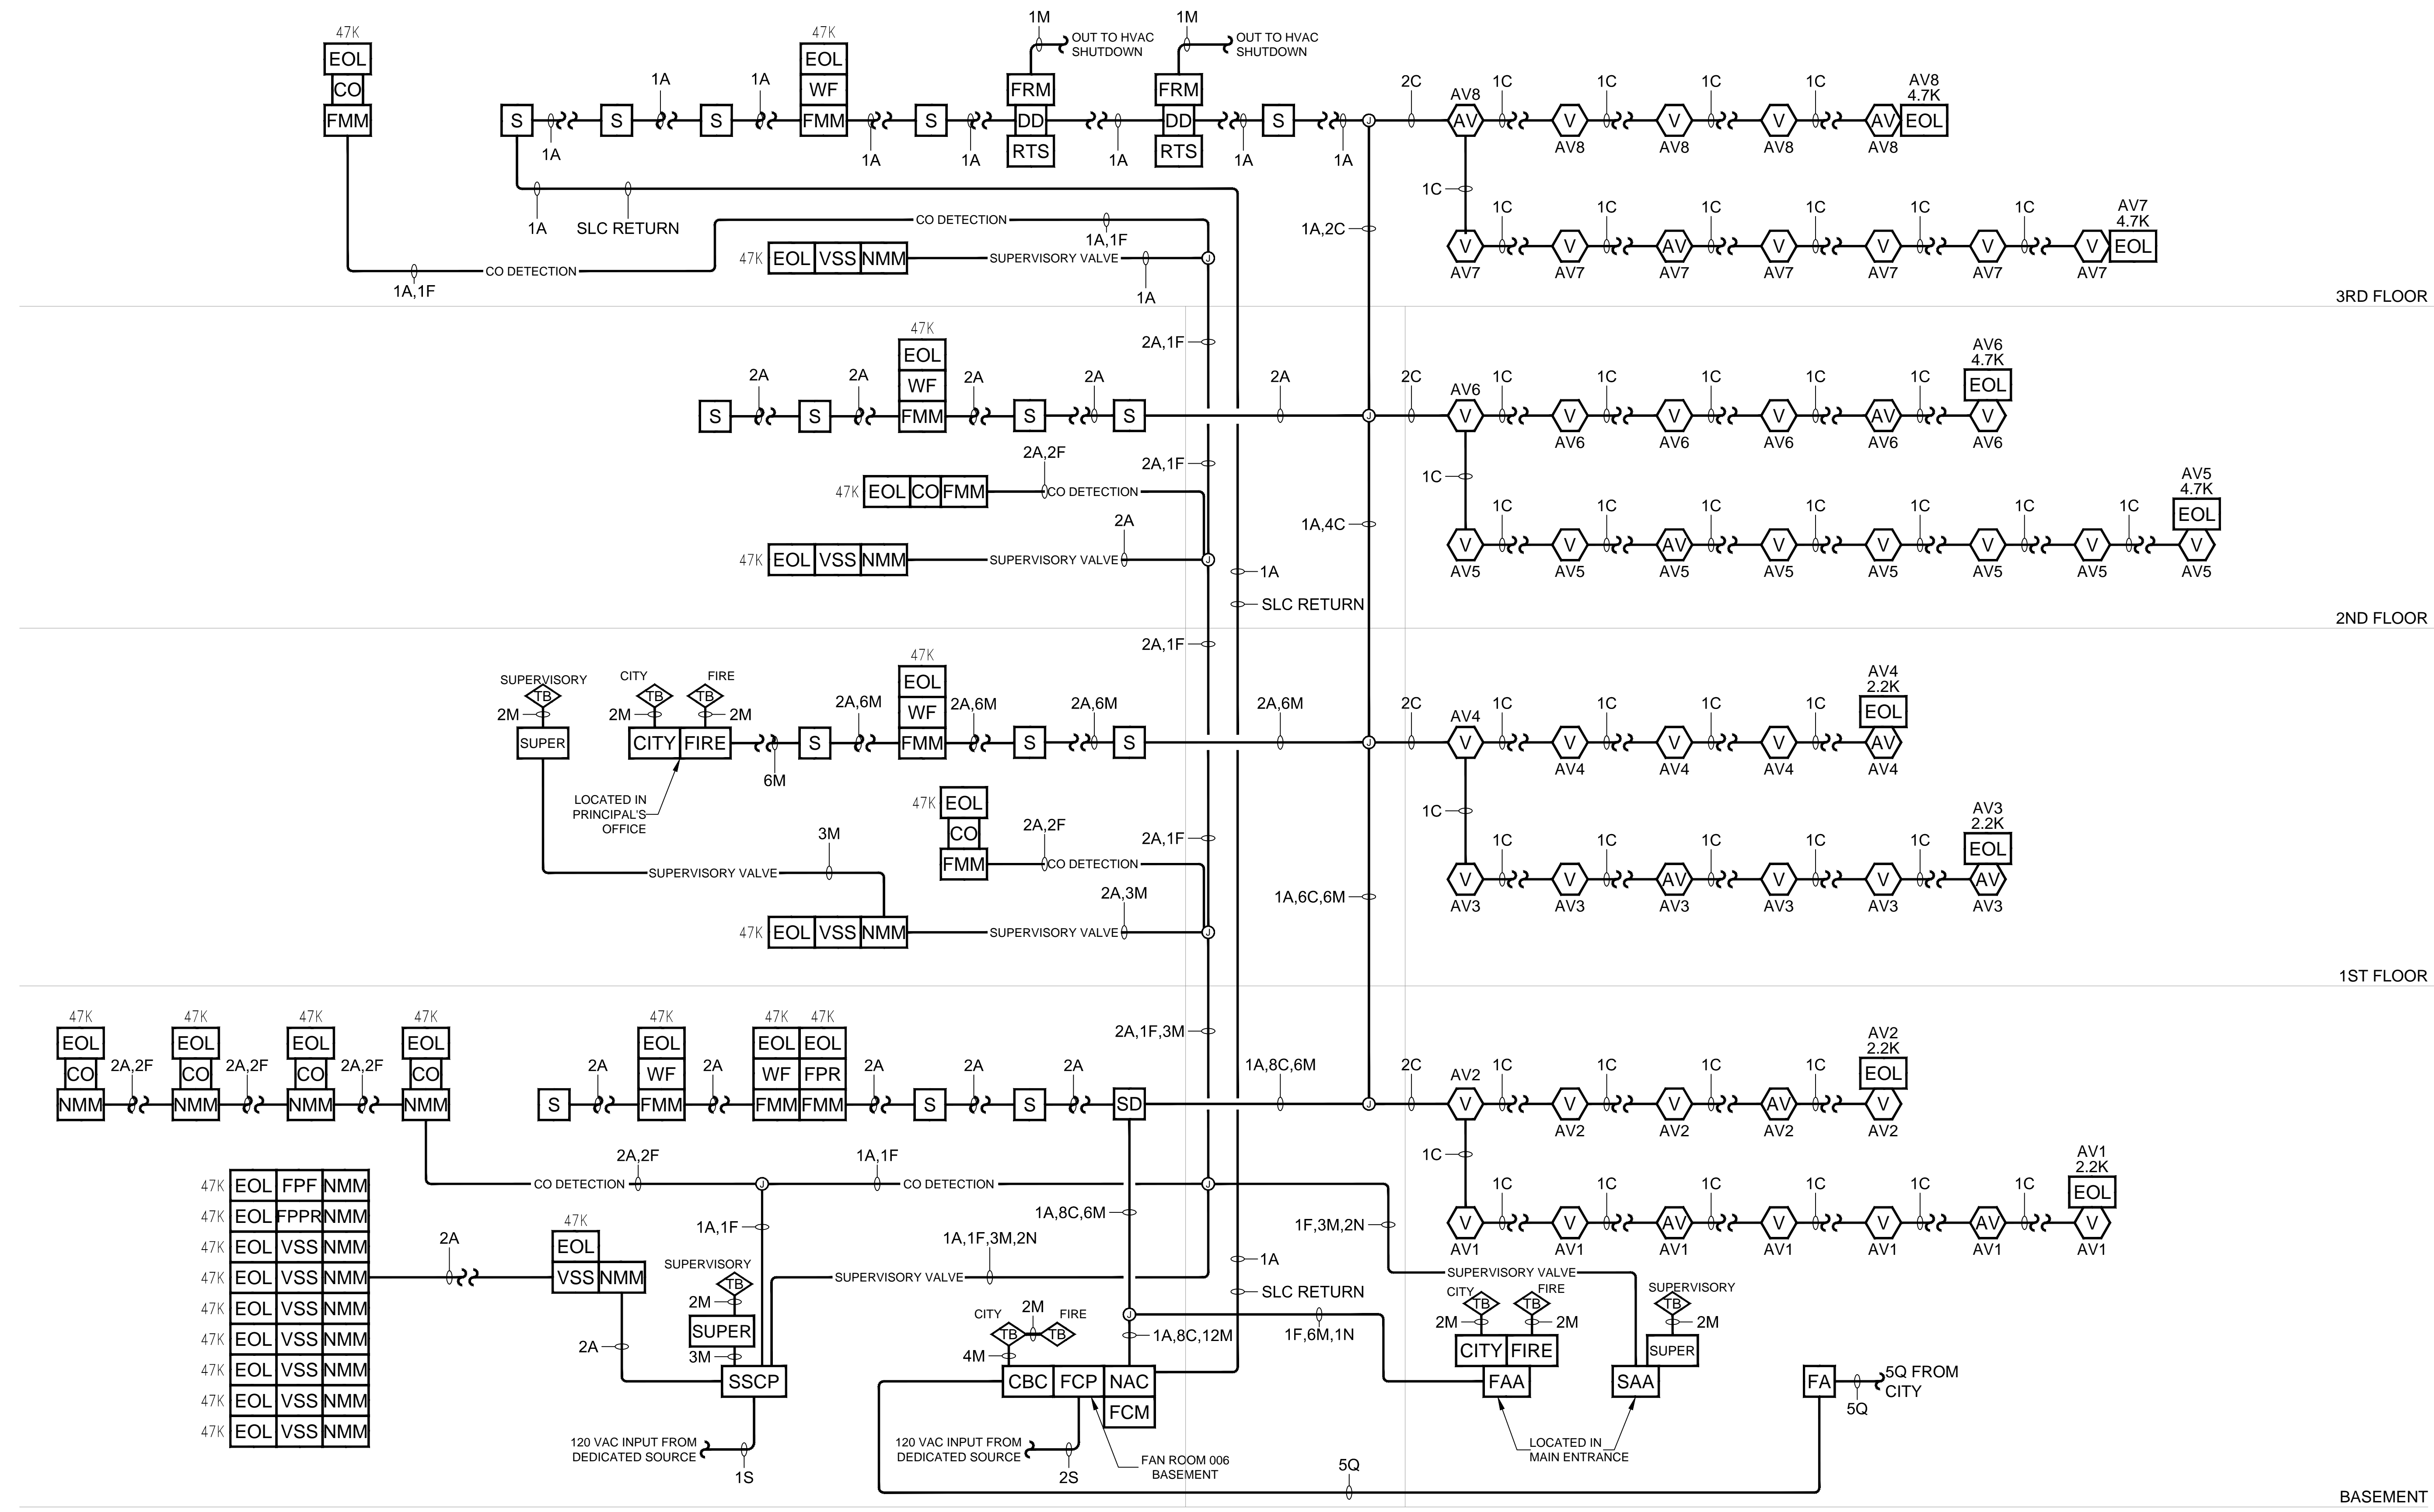 1M
1M
47K
47K
OUT TO HVAC
SHUTDOWN
OUT TO HVAC
SHUTDOWN
EOL
EOL
CO
1A
1A
WF
FRM
FRM
2C
AV8
1C
1C
1C
1C
AV8
4.7K
FMM
S
S
S
FMM
S
DD
DD
S
J
AV
V
V
V
AV
EOL
1A
1A
1A
RTS
1A
RTS
1A
1A
AV8
AV8
AV8
AV8
1C
1A
SLC RETURN
CO DETECTION
1A,1F
1A,2C
1C
1C
1C
1C
1C
1C
AV7
4.7K
47K
EOL
VSS
NMM
SUPERVISORY VALVE
J
V
V
AV
V
V
V
V
EOL
CO DETECTION
1A,1F
1A
AV7
AV7
AV7
AV7
AV7
AV7
AV7
3RD FLOOR
47K
2A,1F
EOL
2A
2A
WF
2A
2A
2A
2C
AV6
1C
1C
1C
1C
1C
AV6
4.7K
EOL
S
S
FMM
S
S
J
V
V
V
V
AV
V
AV6
AV6
AV6
AV6
AV6
2A,2F
2A,1F
1C
47K
EOL
CO
FMM
CO DETECTION
1C
1C
1C
1C
1C
1C
1C
AV5
4.7K
EOL
2A
1A,4C
47K
EOL
VSS
NMM
SUPERVISORY VALVE
J
V
V
AV
V
V
V
V
V
1A
AV5
AV5
AV5
AV5
AV5
AV5
AV5
AV5
SLC RETURN
2ND FLOOR
2A,1F
47K
SUPERVISORY
CITY
FIRE
TB
TB
TB
EOL
2M
2M
2M
2A,6M
WF
2A,6M
2A,6M
2A,6M
2C
AV4
1C
1C
1C
1C
AV4
2.2K
EOL
SUPER
CITY
FIRE
S
FMM
S
S
J
V
V
V
V
AV
6M
AV4
AV4
AV4
AV4
LOCATED IN
PRINCIPAL'S
OFFICE
47K
EOL
1C
3M
CO
2A,2F
2A,1F
1C
1C
1C
1C
1C
AV3
2.2K
EOL
FMM
CO DETECTION
SUPERVISORY VALVE
V
V
AV
V
V
AV
2A,3M
1A,6C,6M
AV3
AV3
AV3
AV3
AV3
AV3
47K
EOL
VSS
NMM
SUPERVISORY VALVE
J
1ST FLOOR
47K
47K
47K
47K
47K
47K
47K
2A,1F,3M
EOL
EOL
EOL
EOL
EOL
EOL
EOL
CO
2A,2F
CO
2A,2F
CO
2A,2F
CO
2A
WF
2A
WF
FPR
2A
2A
2A
1A,8C,6M
2C
AV2
1C
1C
1C
1C
AV2
2.2K
EOL
NMM
NMM
NMM
NMM
S
FMM
FMM
FMM
S
S
SD
J
V
V
V
AV
V
AV2
AV2
AV2
AV2
2A,2F
1A,1F
1C
CO DETECTION
J
CO DETECTION
J
1C
1C
1C
1C
1C
1C
AV1
2.2K
EOL
1A,1F
1A,8C,6M
1F,3M,2N
V
V
AV
V
V
AV
V
AV1
AV1
AV1
AV1
AV1
AV1
AV1
47K
EOL
FPF
NMM
47K
EOL
FPPR
NMM
47K
EOL
VSS
NMM
47K
EOL
VSS
NMM
47K
EOL
VSS
NMM
47K
EOL
VSS
NMM
47K
EOL
VSS
NMM
47K
EOL
VSS
NMM
47K
EOL
VSS
NMM
2A
47K
EOL
VSS
NMM
2A
SUPERVISORY
TB
2M
SUPER
3M
SSCP
1A,1F,3M,2N
SUPERVISORY VALVE
1A
SLC RETURN
SUPERVISORY VALVE
CITY
2M
FIRE
TB
TB
4M
J
1A,8C,12M
1F,6M,1N
CITY
FIRE
SUPERVISORY
TB
TB
TB
2M
2M
2M
CITY
FIRE
SUPER
CBC
FCP
NAC
FCM
FAA
SAA
FA
5Q FROM
CITY
5Q
120 VAC INPUT FROM
DEDICATED SOURCE
1S
120 VAC INPUT FROM
DEDICATED SOURCE
2S
FAN ROOM 006
BASEMENT
LOCATED IN
MAIN ENTRANCE
5Q
BASEMENT